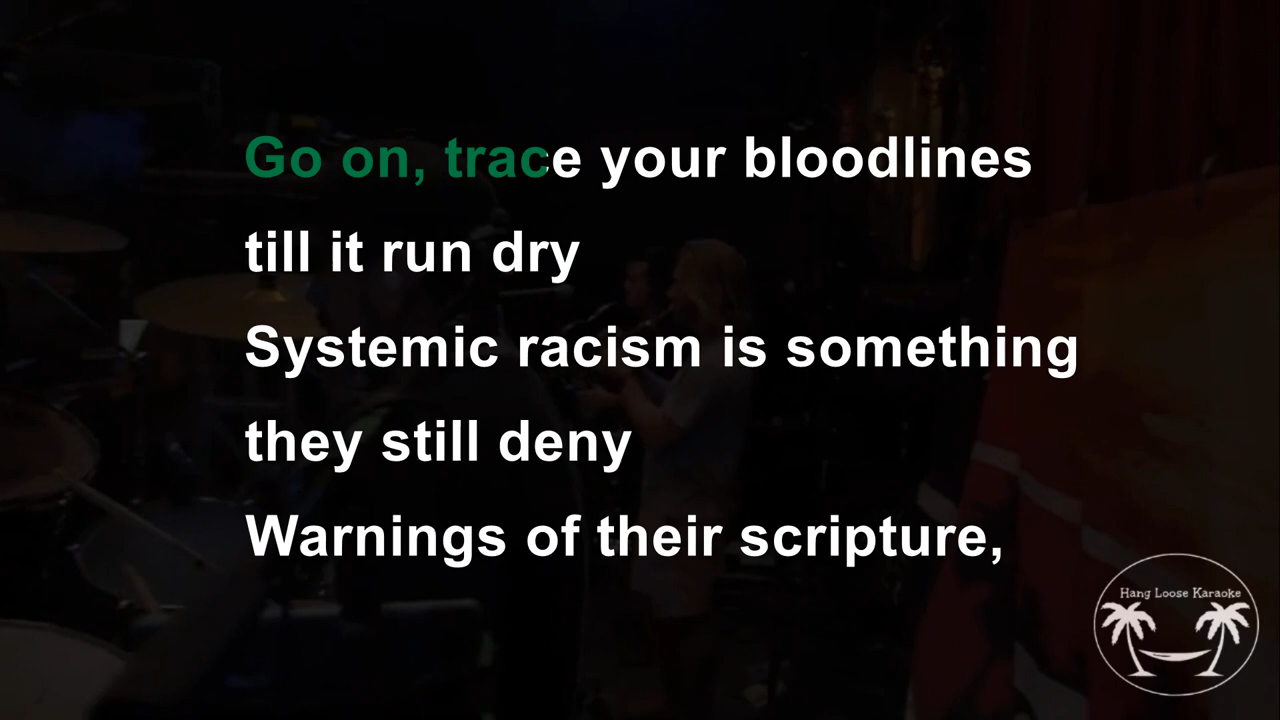 Go on, trace your bloodlines
till it run dry
Systemic racism is something
they still deny
Warnings of their scripture,
Hang Loose Karaoke